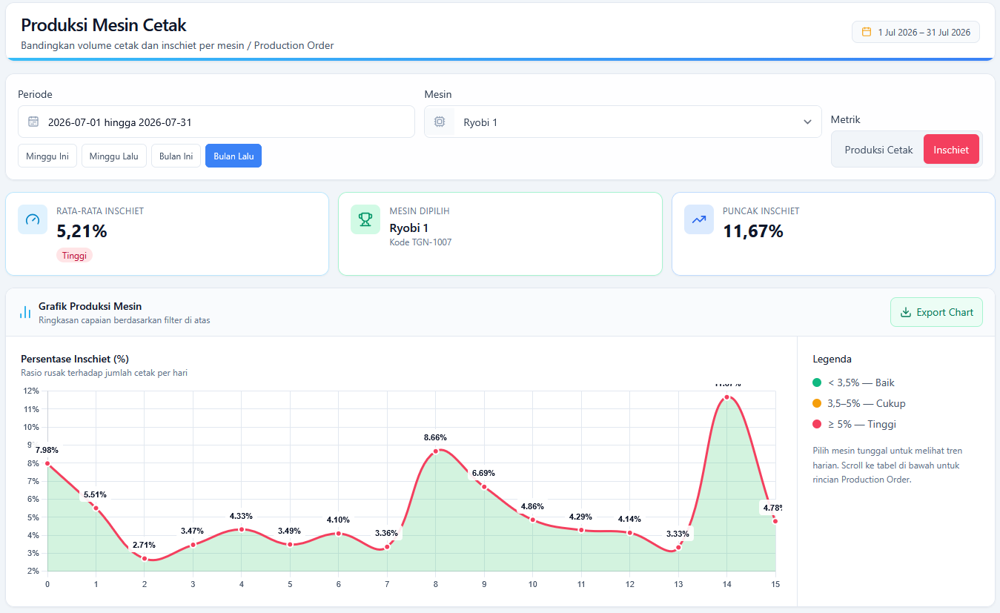 Produksi Mesin Cetak
Bandingkan volume cetak dan inschiet per mesin / Production Order
1 Jul 2026 – 31 Jul 2026
Periode
2026-07-01 hingga 2026-07-31
Minggu Ini
Minggu Lalu
Bulan Ini
Bulan Lalu
Mesin
Ryobi 1
Metrik
Produksi Cetak
Inschiet
RATA-RATA INSCHIET
5,21%
Tinggi
MESIN DIPILIH
Ryobi 1
Kode TGN-1007
PUNCAK INSCHIET
11,67%
Grafik Produksi Mesin
Ringkasan capaian berdasarkan filter di atas
Export Chart
Persentase Inschiet (%)
Rasio rusak terhadap jumlah cetak per hari
12%
11%
10%
9
8%
7%
6%
5%
4%
3%
2%
7.98%
5.51%
2.71%
3.47%
4.33%
3.49%
4.10%
3.36%
8.66%
6.69%
4.86%
4.29%
4.14%
3.33%
4.78%
0 1 2 3 4 5 6 7 8 9 10 11 12 13 14 15
Legenda
< 3,5% — Baik
3,5–5% — Cukup
≥ 5% — Tinggi
Pilih mesin tunggal untuk melihat tren
harian. Scroll ke tabel di bawah untuk
rincian Production Order.